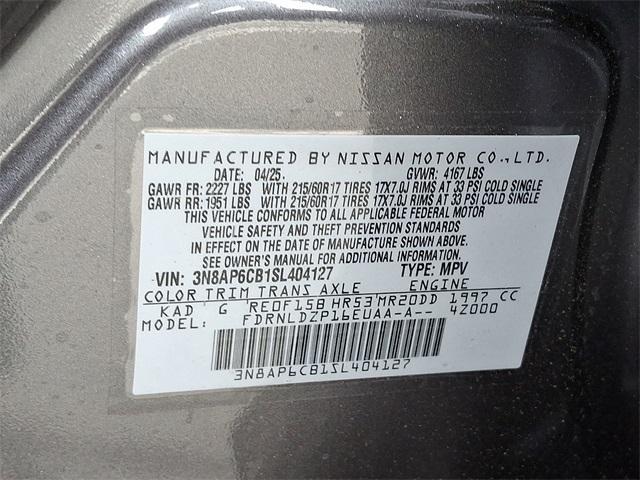 MANUFACTURED BY NISSAN MOTOR CO.,LTD.
DATE: 04/25. GVWR: 4167 LBS
GAWR FR: 2227 LBS WITH 215/60R17 TIRES 17X7.0J RIMS AT 33 PSI COLD SINGLE
GAWR RR: 1951 LBS WITH 215/60R17 TIRES 17X7.0J RIMS AT 33 PSI COLD SINGLE
THIS VEHICLE CONFORMS TO ALL APPLICABLE FEDERAL MOTOR
VEHICLE SAFETY AND THEFT PREVENTION STANDARDS
IN EFFECT ON THE DATE OF MANUFACTURE SHOWN ABOVE.
SEE OWNER'S MANUAL FOR ADDITIONAL INFORMATION.
VIN: 3N8AP6CB1SL404127 TYPE: MPV
COLOR TRIM TRANS AXLE ENGINE
KAD G RE0F15B HR53 MR20DD 1997 CC
MODEL: FDRNLDZP16EUAA-A-- 4Z000
3N8AP6CB1SL404127